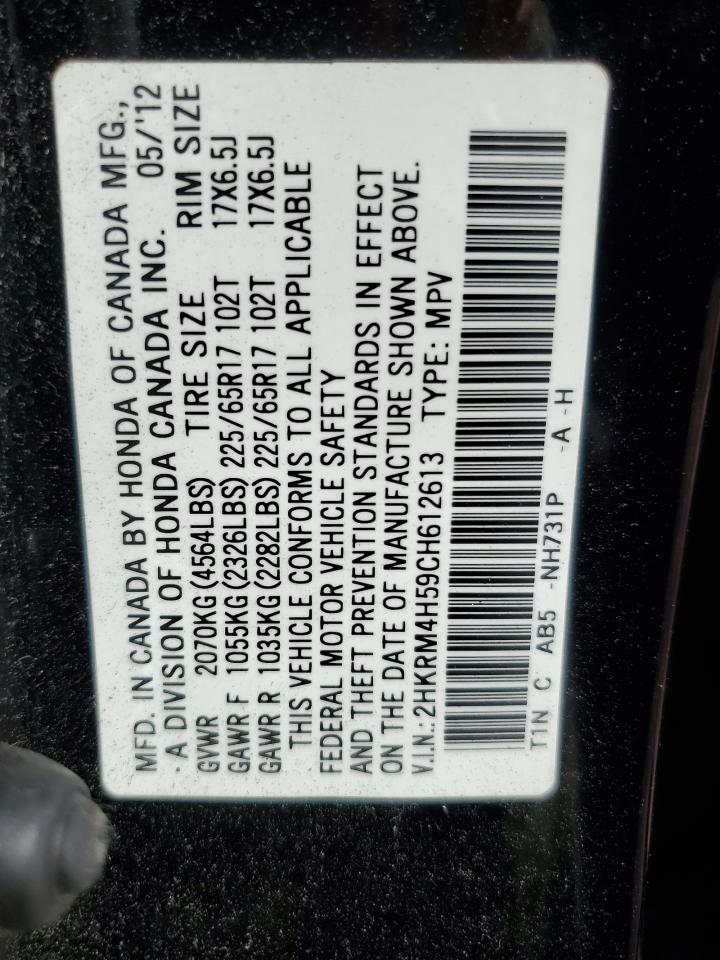 MFD. IN CANADA BY HONDA OF CANADA MFG.,
. A DIVISION OF HONDA CANADA INC. 05/'12
GVWR 2070KG (4564LBS) TIRE SIZE RIM SIZE
GAWR F 1055KG (2326LBS) 225/65R17 102T 17X6.5J
GAWR R 1035KG (2282LBS) 225/65R17 102T 17X6.5J
THIS VEHICLE CONFORMS TO ALL APPLICABLE
FEDERAL MOTOR VEHICLE SAFETY
AND THEFT PREVENTION STANDARDS IN EFFECT
ON THE DATE OF MANUFACTURE SHOWN ABOVE.
V.I.N.: 2HKRM4H59CH612613 TYPE: MPV
T1N C AB5 -NH731P -A -H